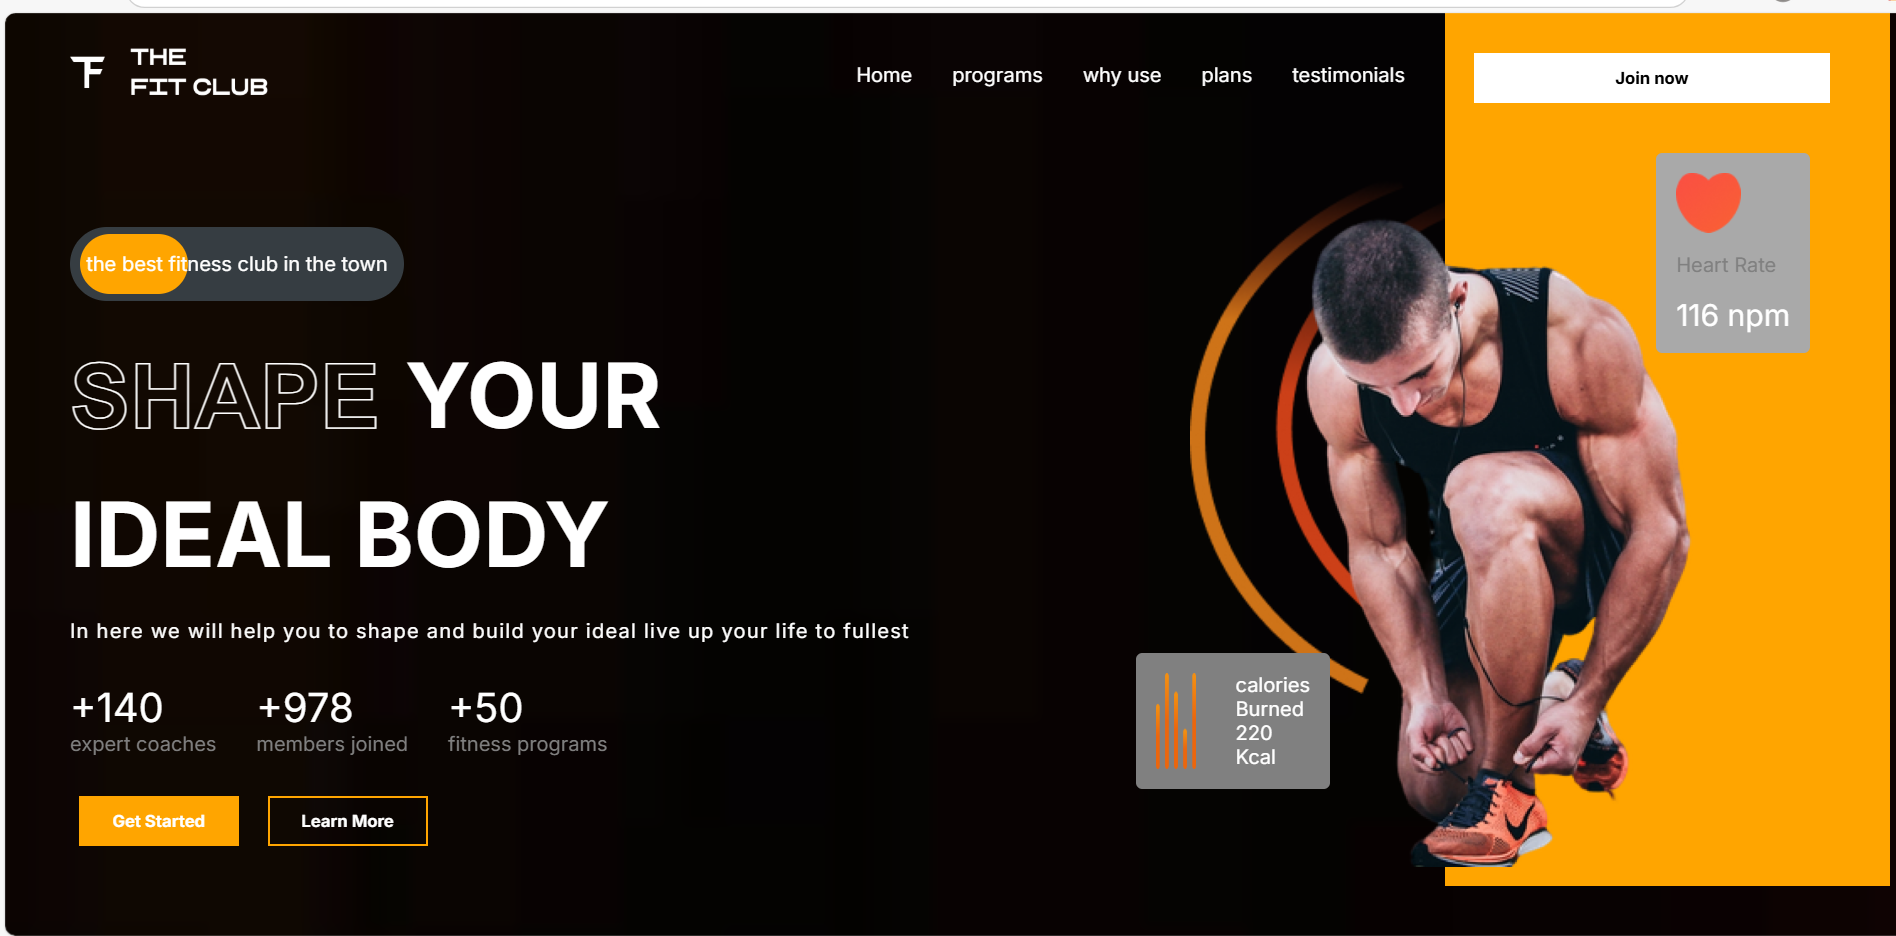 THE
FIT CLUB
Home programs why use plans testimonials
Join now
the best fitness club in the town
SHAPE YOUR
IDEAL BODY
In here we will help you to shape and build your ideal live up your life to fullest
+140 +978 +50
expert coaches members joined fitness programs
Get Started Learn More
Heart Rate
116 npm
calories
Burned
220
Kcal